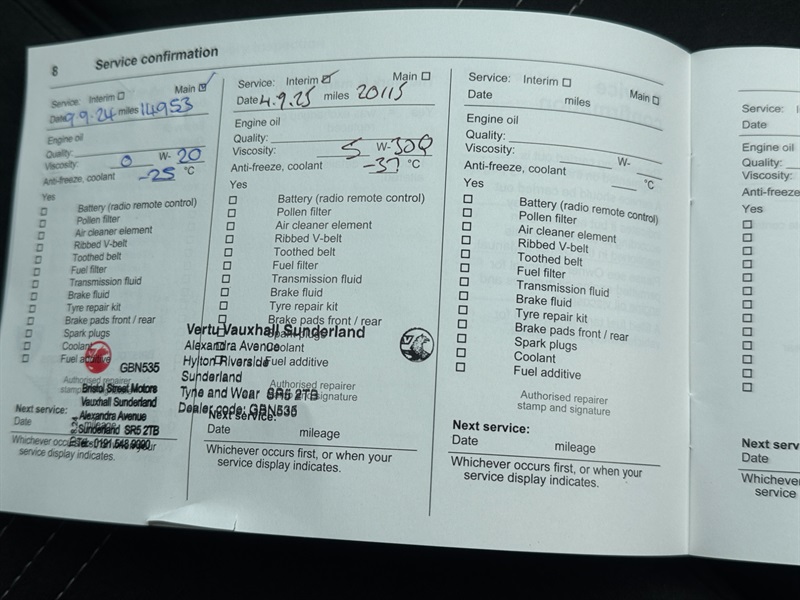 8 Service confirmation
Service: Interim Main
Date 9.9.24 miles 14953
Engine oil
Quality:
Viscosity: 0 W- 20
Anti-freeze, coolant -25 °C
Yes
Battery (radio remote control)
Pollen filter
Air cleaner element
Ribbed V-belt
Toothed belt
Fuel filter
Transmission fluid
Brake fluid
Tyre repair kit
Brake pads front / rear
Spark plugs
Coolant
Fuel additive
GBN535
Authorised repairer
stamp
Bristol Street Motors
Vauxhall Sunderland
Alexandra Avenue
Sunderland SR5 2TB
Tel: 0191 548 9090
Next service:
Date mileage
Whichever occurs
service display indicates.
Service: Interim Main
Date 4.9.25 miles 20115
Engine oil
Quality:
Viscosity: 5 W-30
Anti-freeze, coolant -37 °C
Yes
Battery (radio remote control)
Pollen filter
Air cleaner element
Ribbed V-belt
Toothed belt
Fuel filter
Transmission fluid
Brake fluid
Tyre repair kit
Brake pads front / rear
Spark plugs
Coolant
Fuel additive
Vertu Vauxhall Sunderland
Alexandra Avenue
Hylton Riverside
Sunderland
Tyne and Wear SR5 2TB
Dealer code: GBN535
Authorised repairer
stamp and signature
Next service:
Date mileage
Whichever occurs first, or when your
service display indicates.
Service: Interim Main
Date miles
Engine oil
Quality:
Viscosity: W-
Anti-freeze, coolant °C
Yes
Battery (radio remote control)
Pollen filter
Air cleaner element
Ribbed V-belt
Toothed belt
Fuel filter
Transmission fluid
Brake fluid
Tyre repair kit
Brake pads front / rear
Spark plugs
Coolant
Fuel additive
Authorised repairer
stamp and signature
Next service:
Date mileage
Whichever occurs first, or when your
service display indicates.
Service:
Date
Engine oil
Quality:
Viscosity:
Anti-freeze
Yes
Next serv
Date
Whichever
service